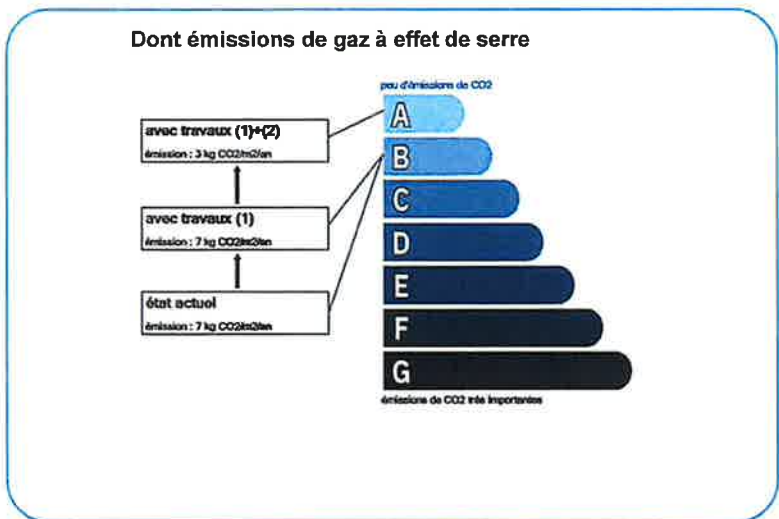 Dont émissions de gaz à effet de serre
peu d'émissions de CO2
A
avec travaux (1)+(2)
émission : 3 kg CO2/m2/an
B
C
avec travaux (1)
émission : 7 kg CO2/m2/an
D
E
état actuel
émission : 7 kg CO2/m2/an
F
G
émissions de CO2 très importantes